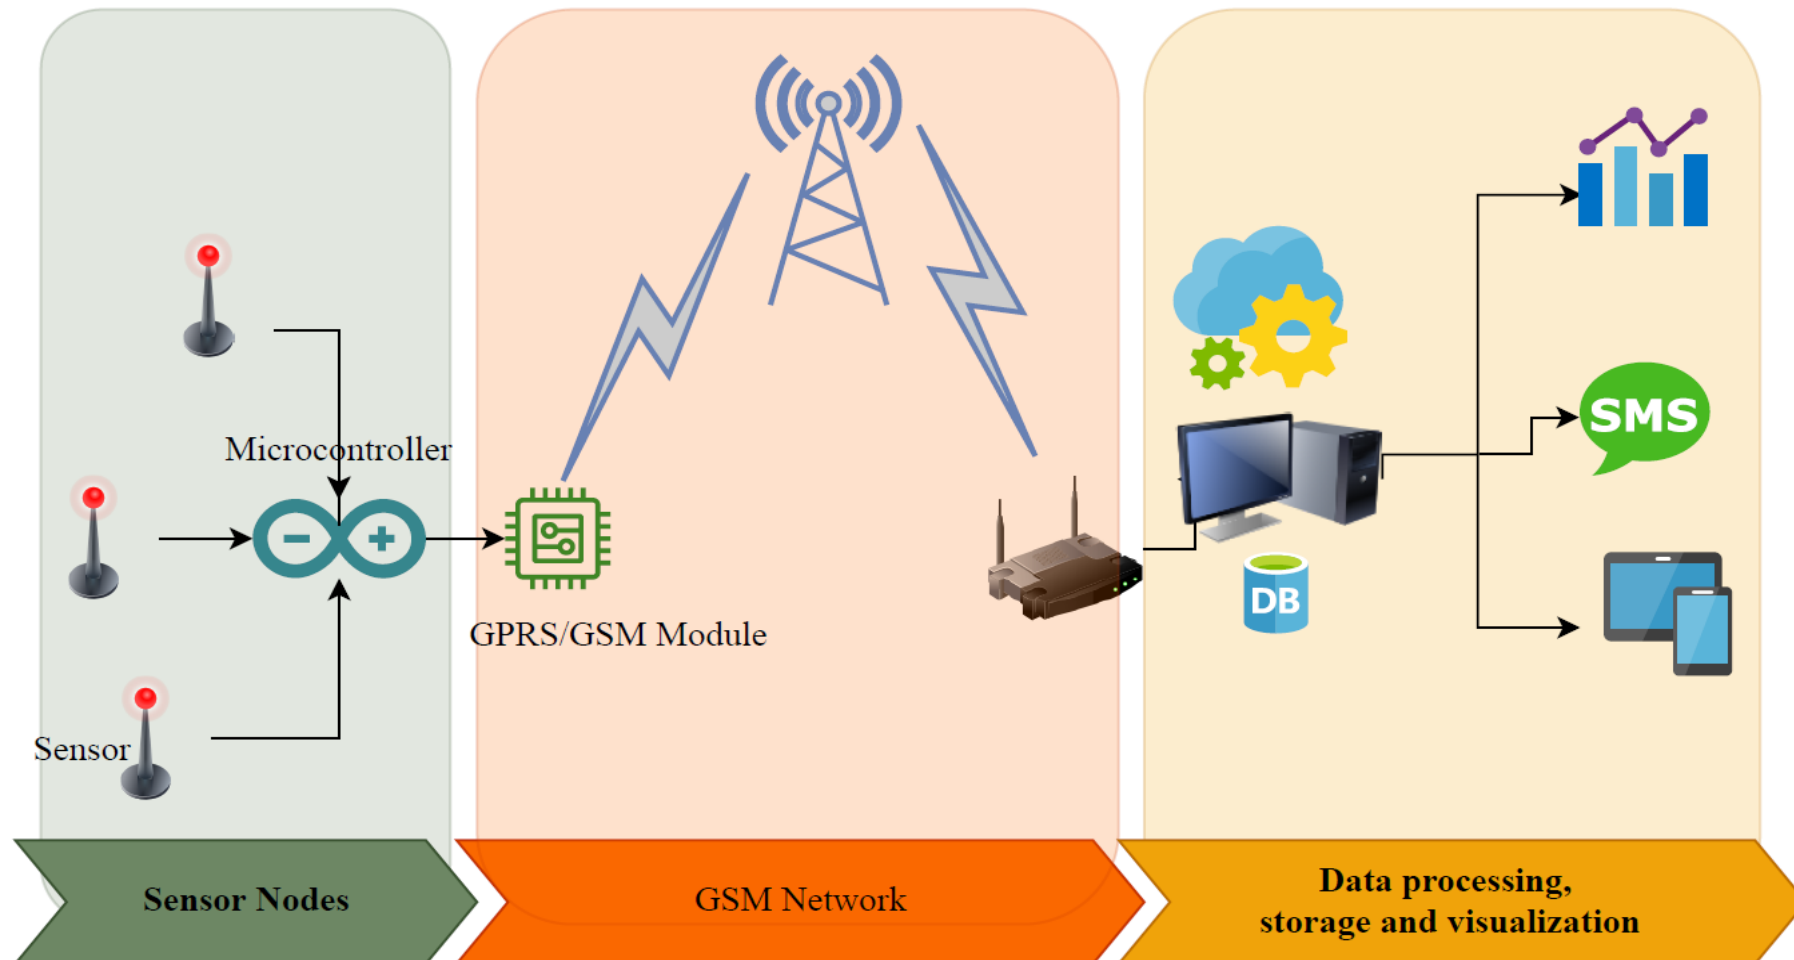 Microcontroller
Sensor
GPRS/GSM Module
SMS
DB
Sensor Nodes
GSM Network
Data processing,
storage and visualization